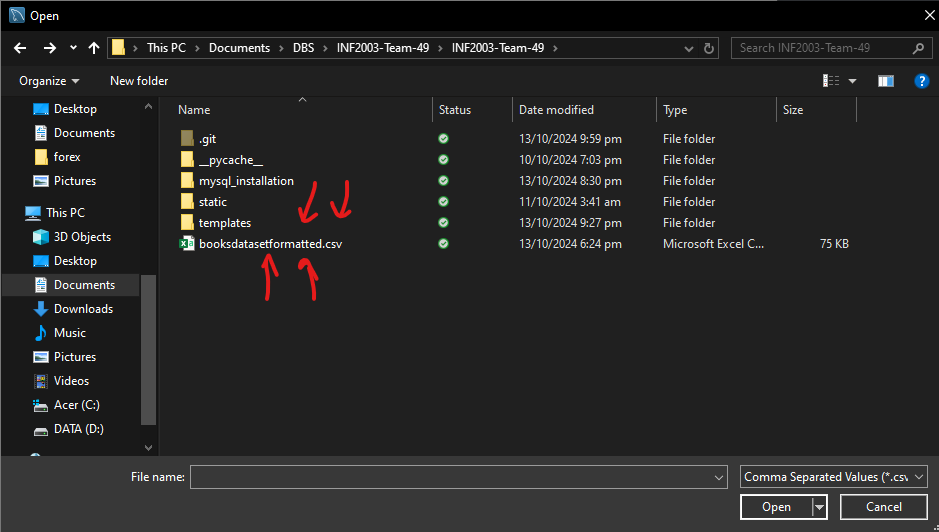 Open
This PC > Documents > DBS > INF2003-Team-49 > INF2003-Team-49 >
Search INF2003-Team-49
Organize
New folder
Name Status Date modified Type Size
Desktop
Documents
forex
Pictures
This PC
3D Objects
Desktop
Documents
Downloads
Music
Pictures
Videos
Acer (C:)
DATA (D:)
.git 13/10/2024 9:59 pm File folder
__pycache__ 10/10/2024 7:03 pm File folder
mysql_installation 13/10/2024 8:30 pm File folder
static 11/10/2024 3:41 am File folder
templates 13/10/2024 9:27 pm File folder
booksdatasetformatted.csv 13/10/2024 6:24 pm Microsoft Excel C... 75 KB
File name:
Comma Separated Values (*.csv
Open
Cancel